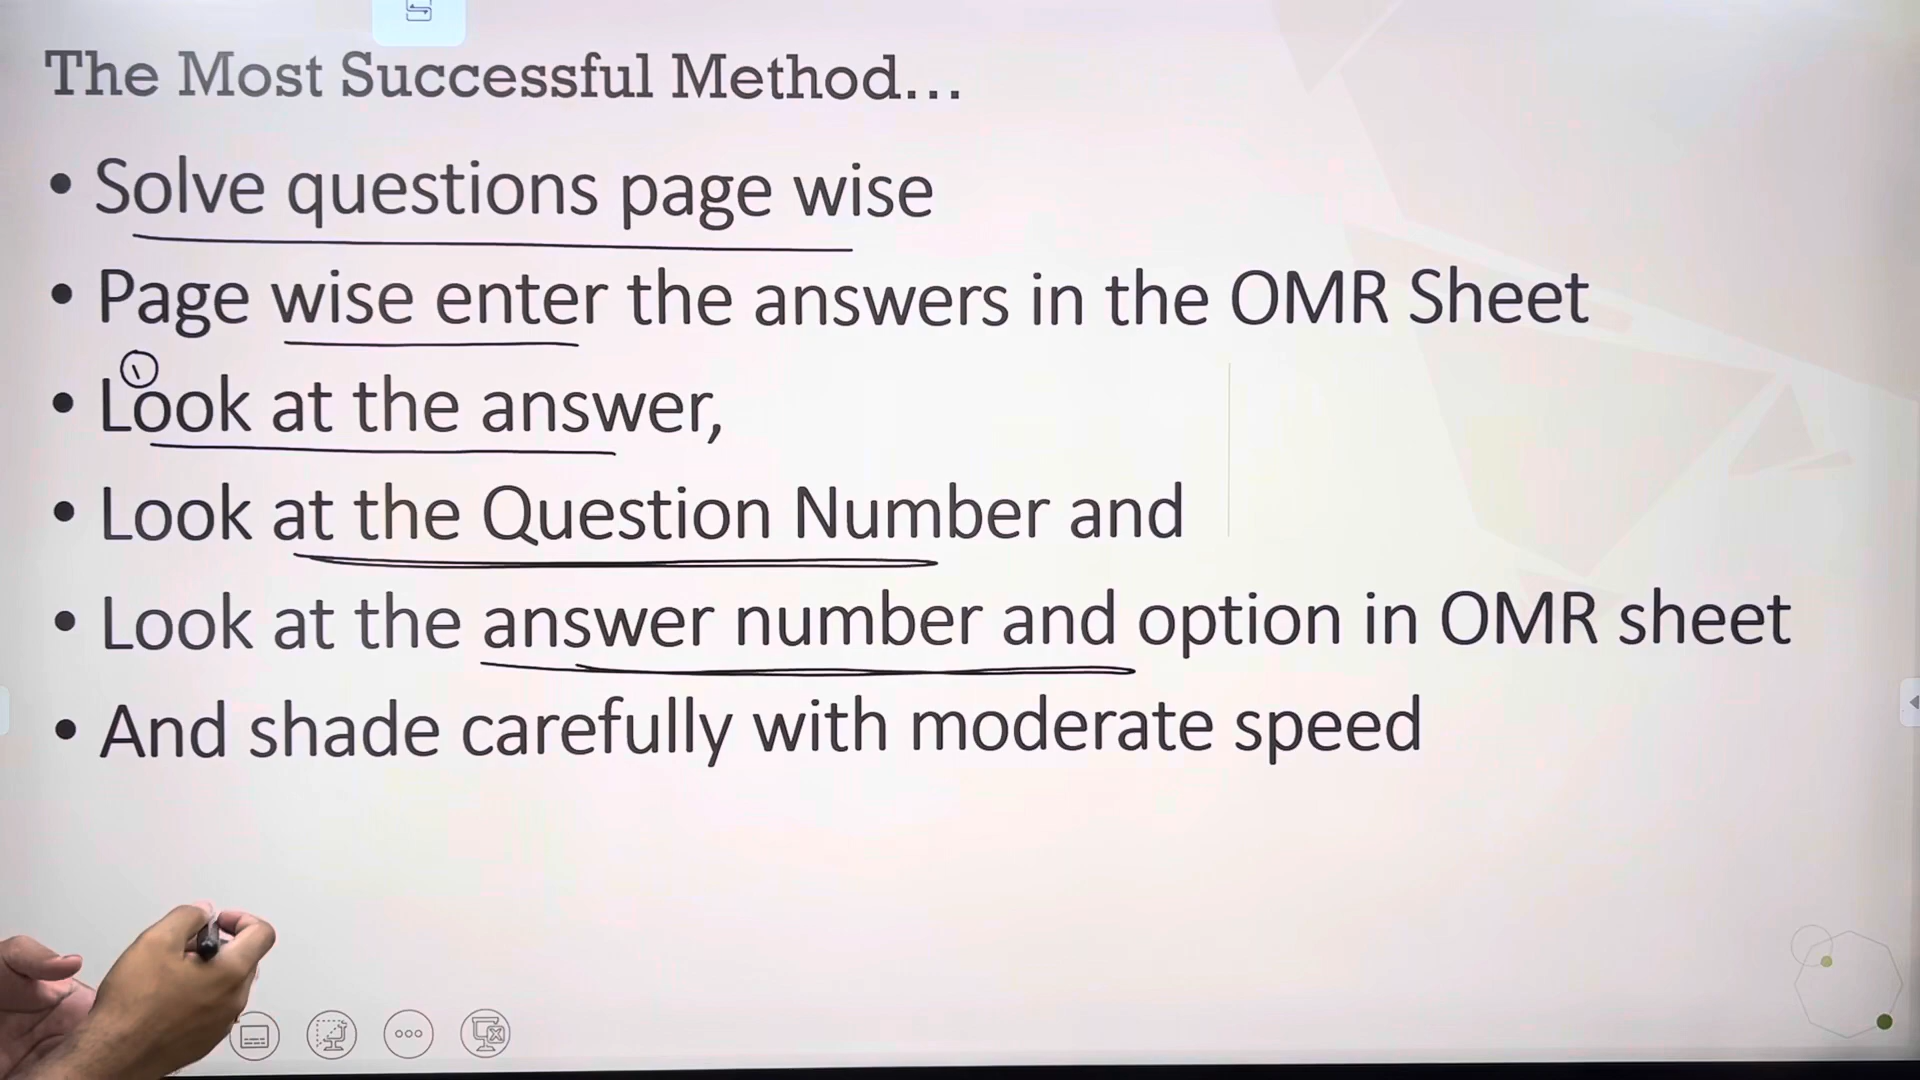 The Most Successful Method...
• Solve questions page wise
• Page wise enter the answers in the OMR Sheet
①
• Look at the answer,
• Look at the Question Number and
• Look at the answer number and option in OMR sheet
• And shade carefully with moderate speed